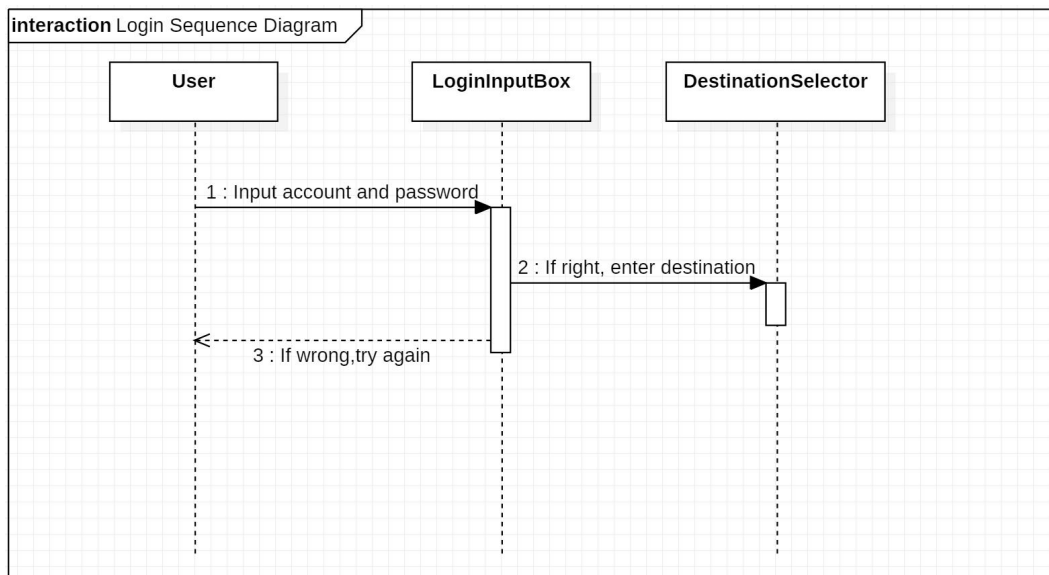 interaction Login Sequence Diagram
User
LoginInputBox
DestinationSelector
1 : Input account and password
2 : If right, enter destination
3 : If wrong,try again